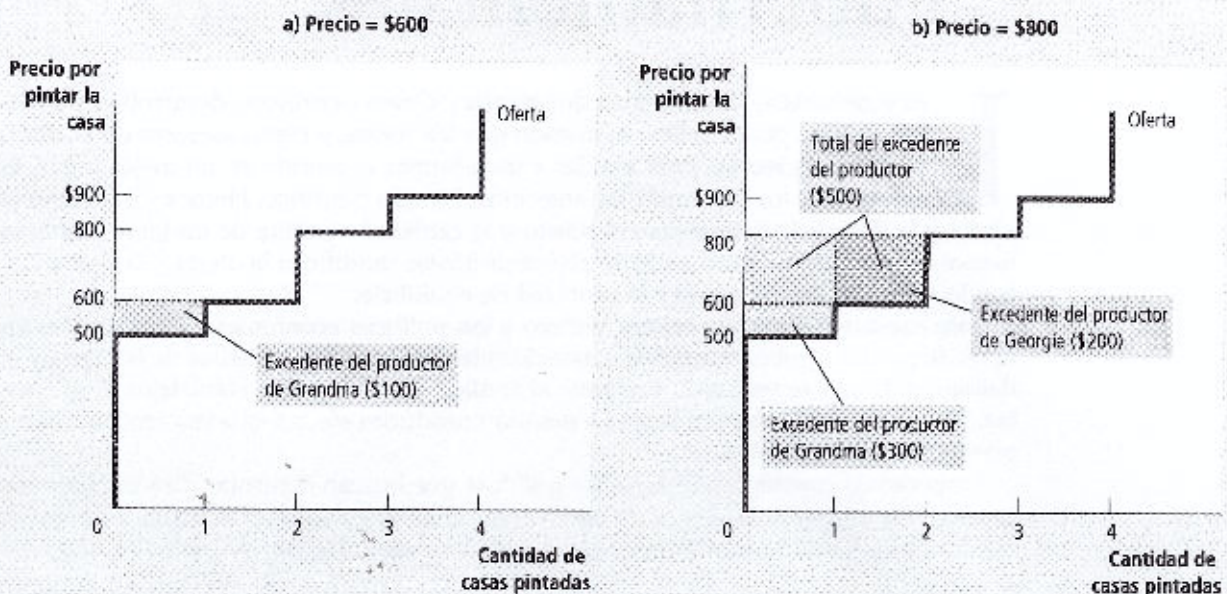 a) Precio = $600
Precio por
pintar la
casa
Oferta
$900
800
600
500
Excedente del productor
de Grandma ($100)
0
1
2
3
4
Cantidad de
casas pintadas
b) Precio = $800
Precio por
pintar la
casa
Oferta
Total del excedente
del productor
($500)
$900
800
600
500
Excedente del productor
de Georgia ($200)
Excedente del productor
de Grandma ($300)
0
1
2
3
4
Cantidad de
casas pintadas